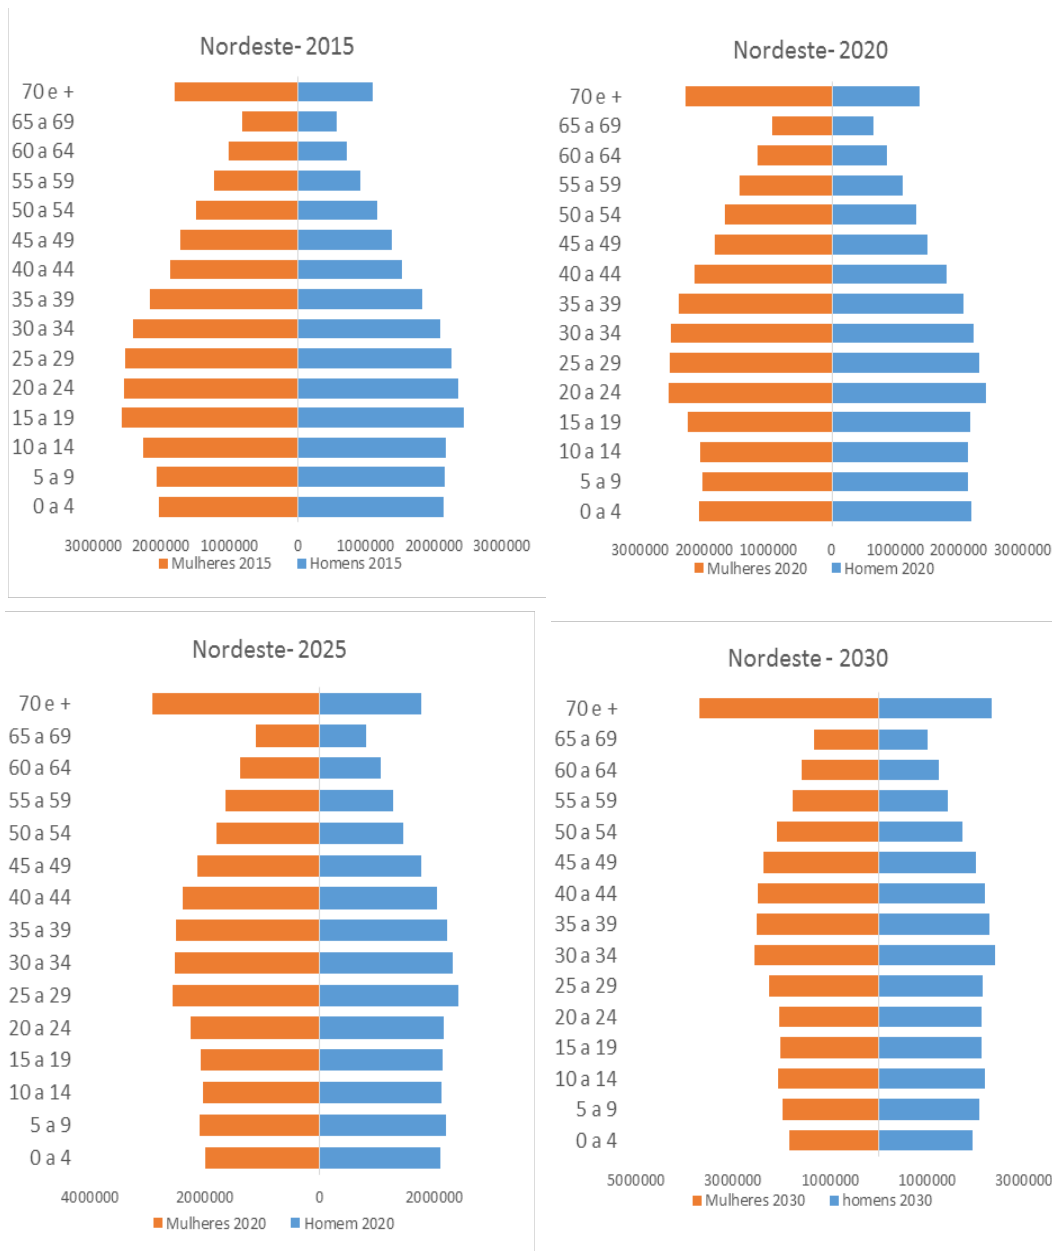 Nordeste- 2015
70 e +
65 a 69
60 a 64
55 a 59
50 a 54
45 a 49
40 a 44
35 a 39
30 a 34
25 a 29
20 a 24
15 a 19
10 a 14
5 a 9
0 a 4
3000000 2000000 1000000 0 1000000 2000000 3000000
Mulheres 2015 Homens 2015
Nordeste- 2020
70 e +
65 a 69
60 a 64
55 a 59
50 a 54
45 a 49
40 a 44
35 a 39
30 a 34
25 a 29
20 a 24
15 a 19
10 a 14
5 a 9
0 a 4
3000000 2000000 1000000 0 1000000 2000000 3000000
Mulheres 2020 Homem 2020
Nordeste- 2025
70 e +
65 a 69
60 a 64
55 a 59
50 a 54
45 a 49
40 a 44
35 a 39
30 a 34
25 a 29
20 a 24
15 a 19
10 a 14
5 a 9
0 a 4
4000000 2000000 0 2000000
Mulheres 2020 Homem 2020
Nordeste - 2030
70 e +
65 a 69
60 a 64
55 a 59
50 a 54
45 a 49
40 a 44
35 a 39
30 a 34
25 a 29
20 a 24
15 a 19
10 a 14
5 a 9
0 a 4
5000000 3000000 1000000 1000000 3000000
Mulheres 2030 homens 2030